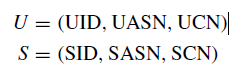 U = (UID, UASN, UCN)
S = (SID, SASN, SCN)